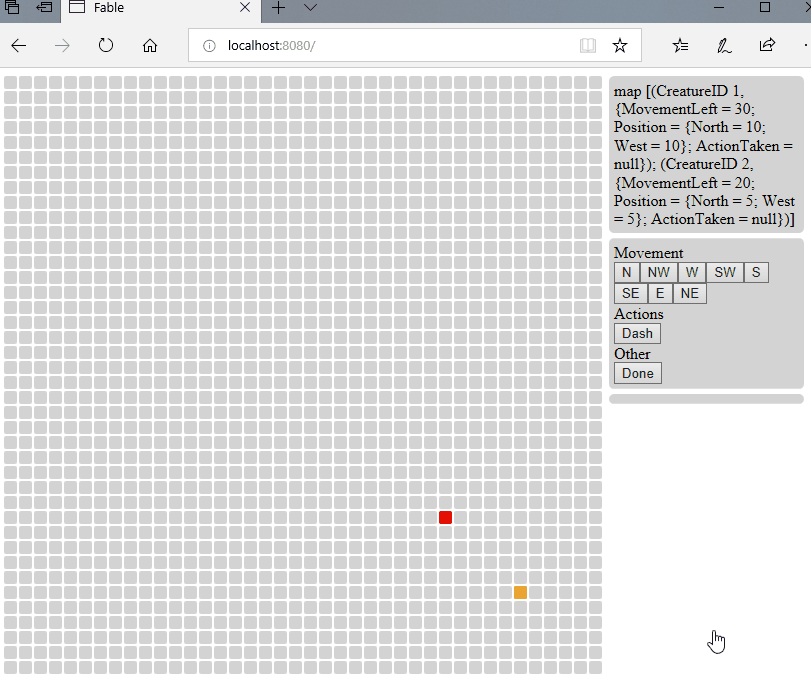 Fable
localhost:8080/
map [(CreatureID 1,
{MovementLeft = 30;
Position = {North = 10;
West = 10}; ActionTaken =
null}); (CreatureID 2,
{MovementLeft = 20;
Position = {North = 5; West
= 5}; ActionTaken = null})]
Movement
N NW W SW S
SE E NE
Actions
Dash
Other
Done